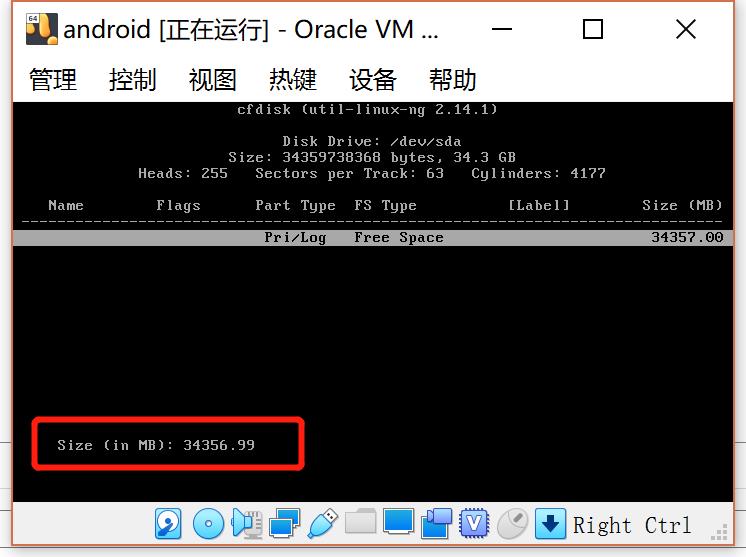 64
android [正在运行] - Oracle VM ...
管理 控制 视图 热键 设备 帮助
cfdisk (util-linux-ng 2.14.1)
Disk Drive: /dev/sda
Size: 34359738368 bytes, 34.3 GB
Heads: 255 Sectors per Track: 63 Cylinders: 4177
Name Flags Part Type FS Type [Label] Size (MB)
Pri/Log Free Space 34357.00
Size (in MB): 34356.99
V
Right Ctrl